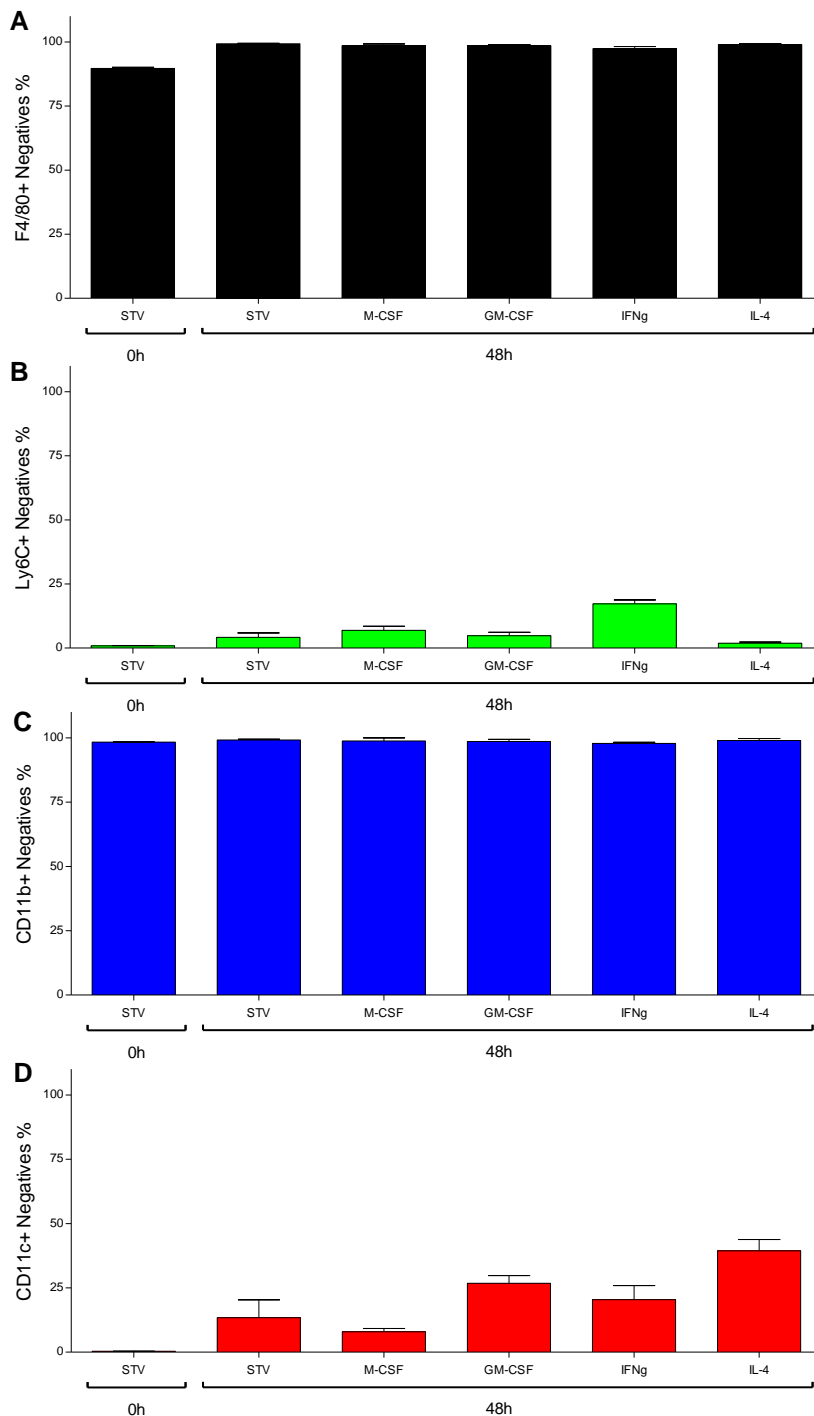 A
F4/80+ Negatives %
100
75
50
25
0
STV STV M-CSF GM-CSF IFNg IL-4
0h 48h
B
Ly6C+ Negatives %
100
75
50
25
0
STV STV M-CSF GM-CSF IFNg IL-4
0h 48h
C
CD11b+ Negatives %
100
75
50
25
0
STV STV M-CSF GM-CSF IFNg IL-4
0h 48h
D
CD11c+ Negatives %
100
75
50
25
0
STV STV M-CSF GM-CSF IFNg IL-4
0h 48h